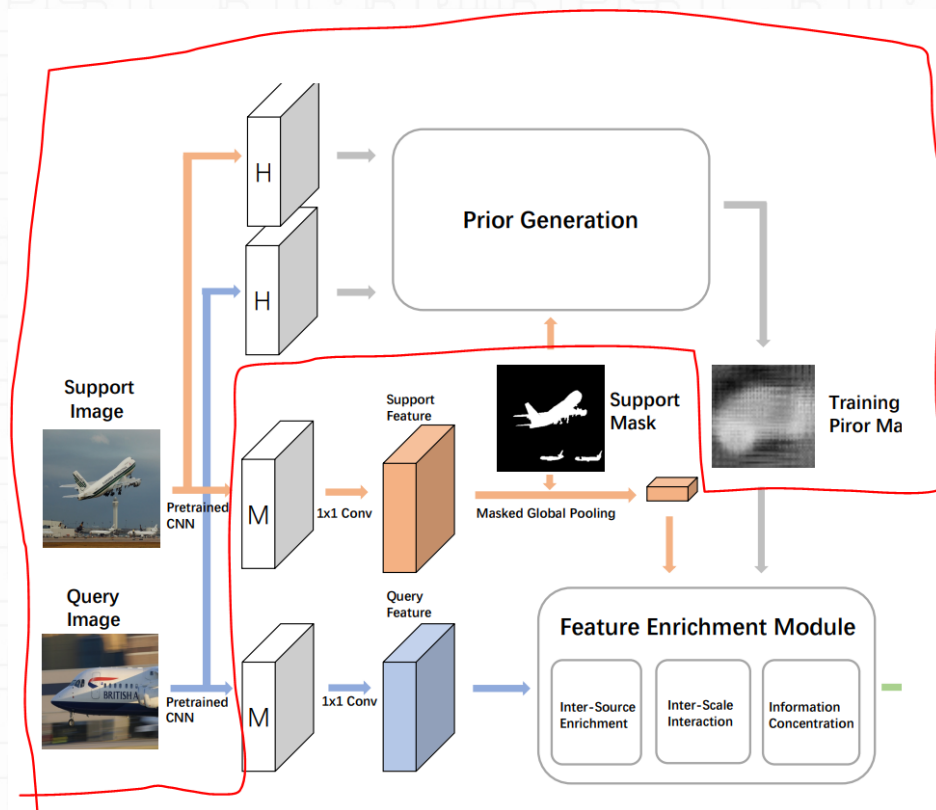 H
Prior Generation
H
Support
Image
Support
Feature
Support
Mask
Training
Piror Ma
Pretrained
CNN
M
1x1 Conv
Masked Global Pooling
Query
Image
Query
Feature
Feature Enrichment Module
BRITISH A
Pretrained
CNN
M
1x1 Conv
Inter-Source
Enrichment
Inter-Scale
Interaction
Information
Concentration